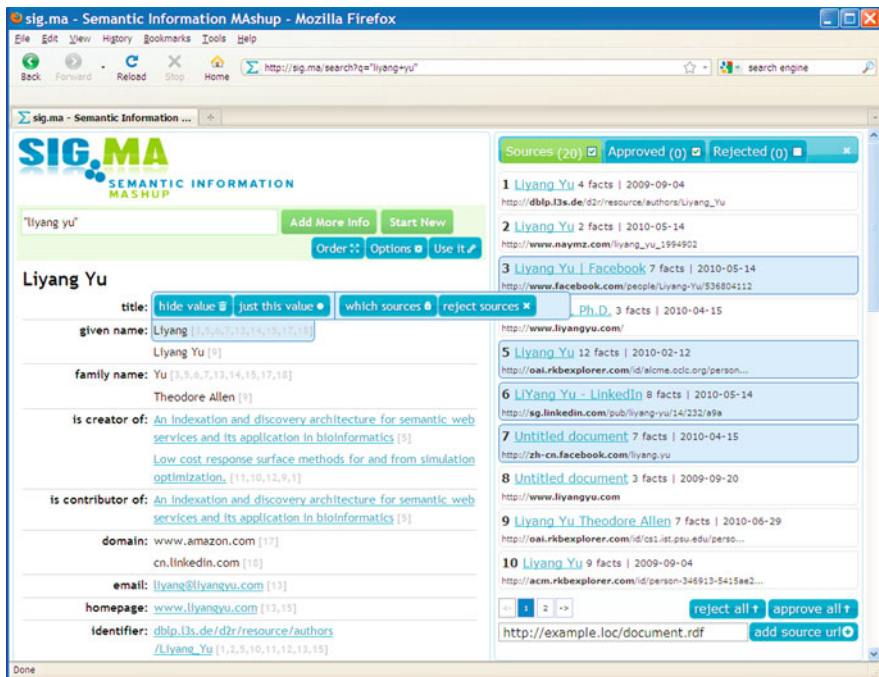 sig.ma - Semantic Information MAshup - Mozilla Firefox
File Edit View History Bookmarks Tools Help
Back Forward Reload Stop Home http://sig.ma/search?q="liyang+yu" search engine
sig.ma - Semantic Information ...
SIG.MA
SEMANTIC INFORMATION
MASHUP
"liyang yu" Add More Info Start New
Order Options Use it
Liyang Yu
title: hide value just this value which sources reject sources
given name: Liyang [3,5,6,7,13,14,15,17,18]
Liyang Yu [9]
family name: Yu [3,5,6,7,13,14,15,17,18]
Theodore Allen [9]
is creator of: An indexation and discovery architecture for semantic web
services and its application in bioinformatics [5]
Low cost response surface methods for and from simulation
optimization. [11,10,12,9,1]
is contributor of: An indexation and discovery architecture for semantic web
services and its application in bioinformatics [5]
domain: www.amazon.com [17]
cn.linkedin.com [18]
email: liyang@liyangyu.com [13]
homepage: www.liyangyu.com [13,15]
identifier: dblp.l3s.de/d2r/resource/authors
/Liyang_Yu [1,2,5,10,11,12,13,15]
Sources (20) Approved (0) Rejected (0)
1 Liyang Yu 4 facts | 2009-09-04
http://dblp.l3s.de/d2r/resource/authors/Liyang_Yu
2 Liyang Yu 2 facts | 2010-05-14
http://www.naymz.com/liyang_yu_1994902
3 Liyang Yu | Facebook 7 facts | 2010-05-14
http://www.facebook.com/people/Liyang-Yu/536804112
, Ph.D. 3 facts | 2010-04-15
http://www.liyangyu.com/
5 Liyang Yu 12 facts | 2010-02-12
http://oai.rkbexplorer.com/id/alcme.oclc.org/person...
6 LiYang Yu - LinkedIn 8 facts | 2010-05-14
http://sg.linkedin.com/pub/liyang-yu/14/232/a9a
7 Untitled document 7 facts | 2010-04-15
http://zh-cn.facebook.com/liyang.yu
8 Untitled document 3 facts | 2009-09-20
http://www.liyangyu.com
9 Liyang Yu Theodore Allen 7 facts | 2010-06-29
http://oai.rkbexplorer.com/id/cs1.ist.psu.edu/perso...
10 Liyang Yu 9 facts | 2009-09-04
http://acm.rkbexplorer.com/id/person-346913-5415ae2...
<- 1 2 -> reject all approve all
http://example.loc/document.rdf add source url
Done